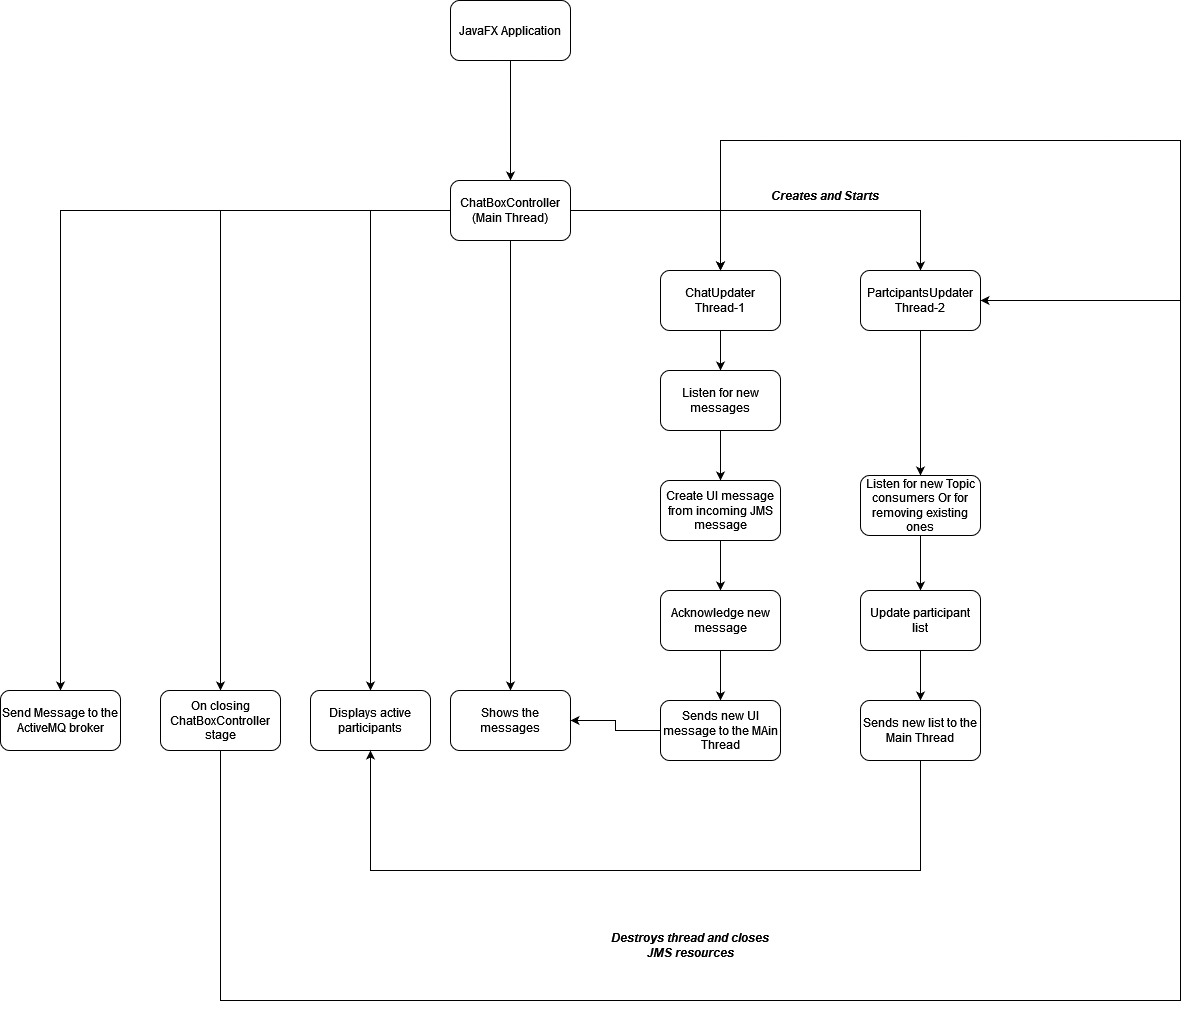 JavaFX Application
Creates and Starts
ChatBoxController
(Main Thread)
ChatUpdater
Thread-1
PartcipantsUpdater
Thread-2
Listen for new
messages
Create UI message
from incoming JMS
message
Listen for new Topic
consumers Or for
removing existing
ones
Acknowledge new
message
Update participant
list
Send Message to the
ActiveMQ broker
On closing
ChatBoxController
stage
Displays active
participants
Shows the
messages
Sends new UI
message to the MAin
Thread
Sends new list to the
Main Thread
Destroys thread and closes
JMS resources